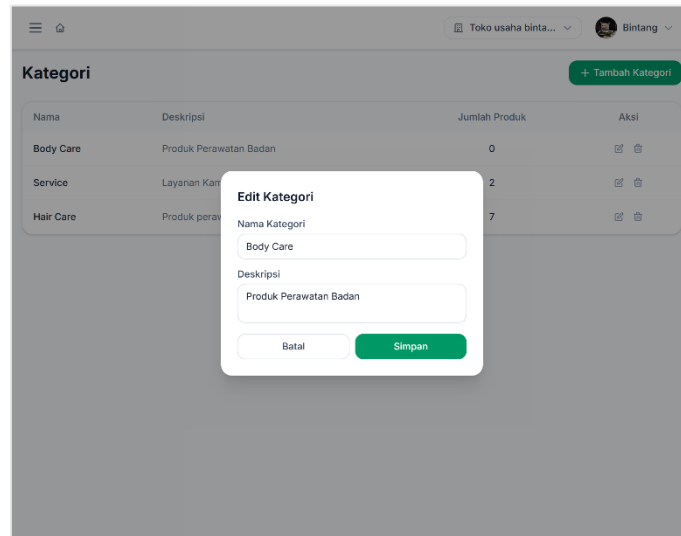 Toko usaha binta... Bintang
Kategori + Tambah Kategori
Nama Deskripsi Jumlah Produk Aksi
Body Care Produk Perawatan Badan 0
Service Layanan Kam 2
Hair Care Produk peraw 7
Edit Kategori
Nama Kategori
Body Care
Deskripsi
Produk Perawatan Badan
Batal Simpan